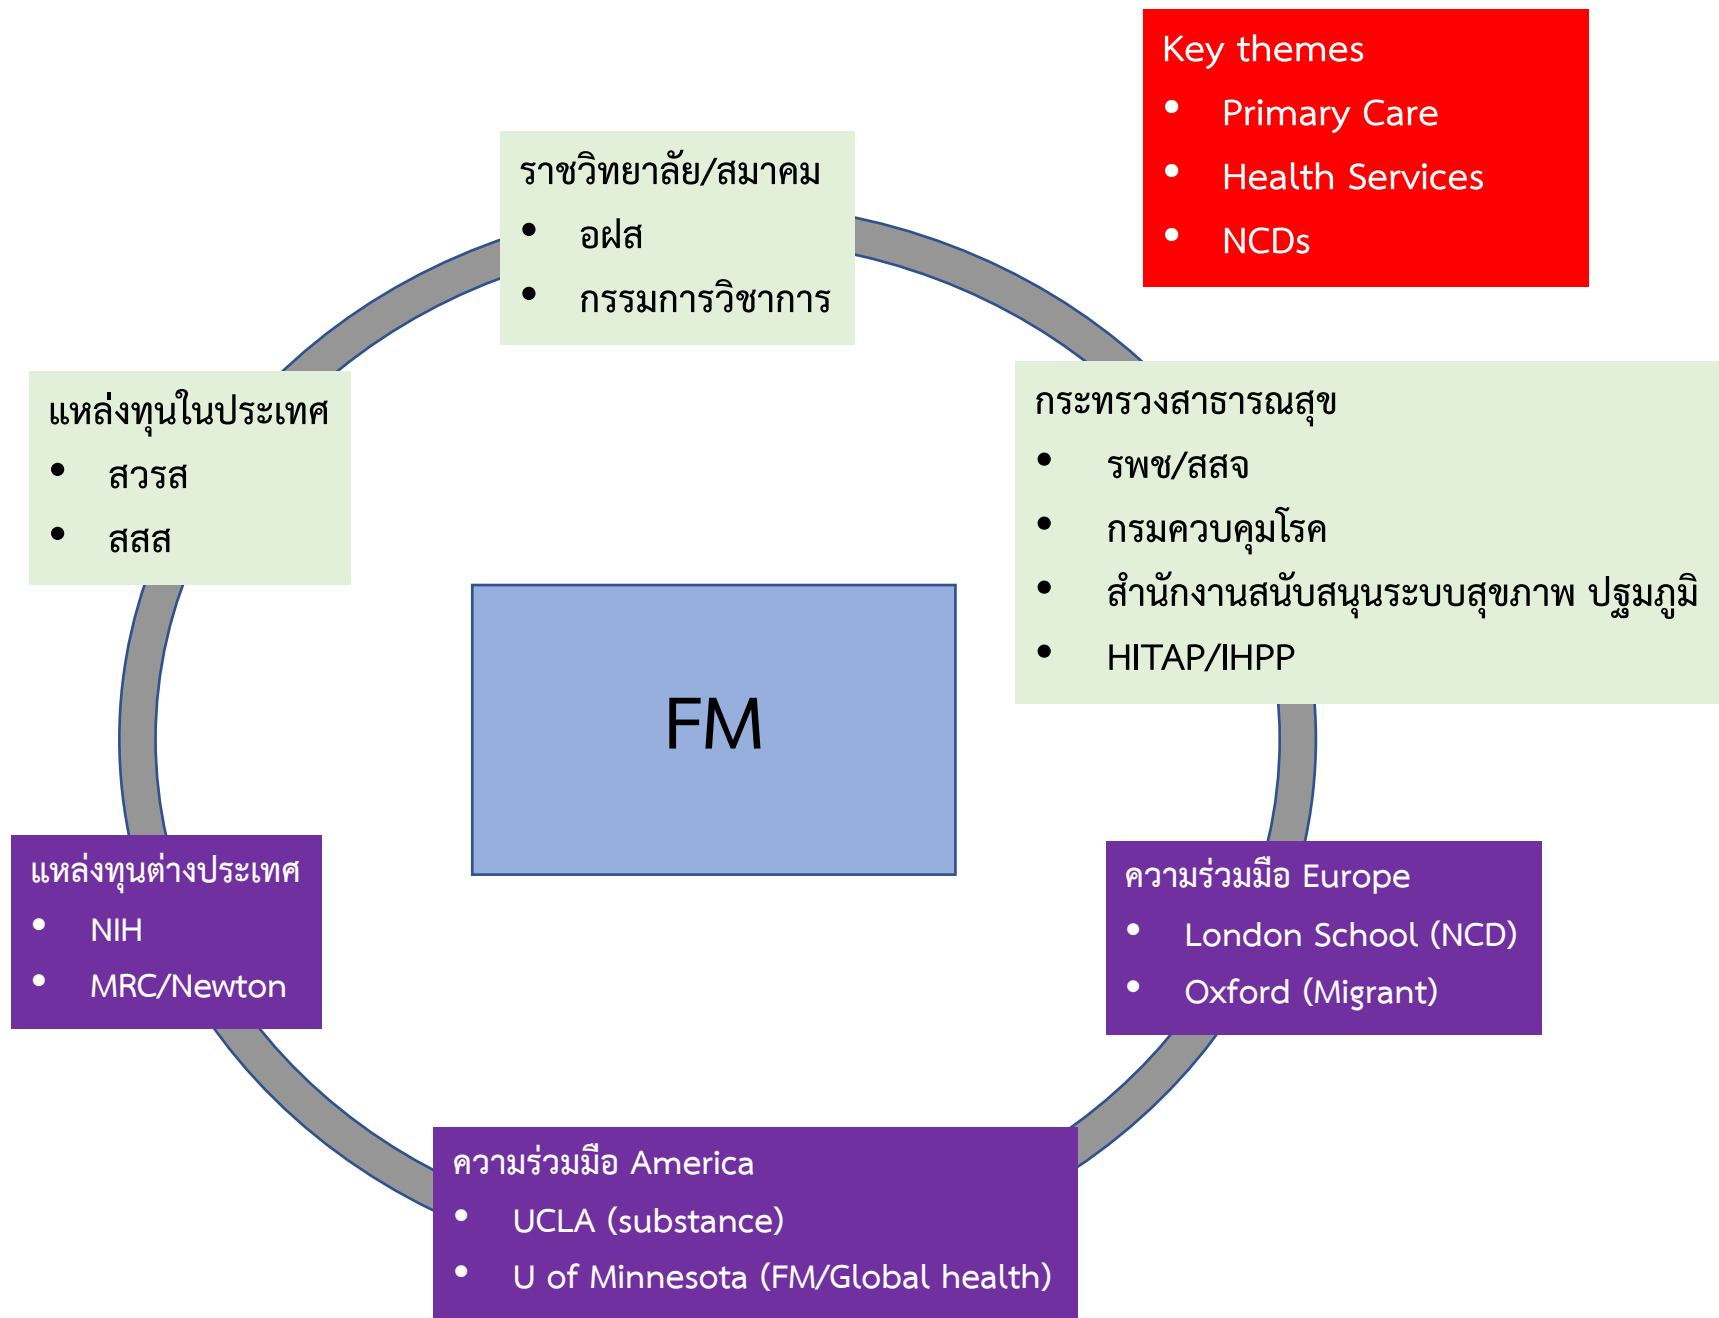 Key themes
• Primary Care
• Health Services
• NCDs
ราชวิทยาลัย/สมาคม
• อฝส
• กรรมการวิชาการ
แหล่งทุนในประเทศ
• สวรส
• สสส
กระทรวงสาธารณสุข
• รพช/สสจ
• กรมควบคุมโรค
• สำนักงานสนับสนุนระบบสุขภาพ ปฐมภูมิ
• HITAP/IHPP
FM
แหล่งทุนต่างประเทศ
• NIH
• MRC/Newton
ความร่วมมือ Europe
• London School (NCD)
• Oxford (Migrant)
ความร่วมมือ America
• UCLA (substance)
• U of Minnesota (FM/Global health)